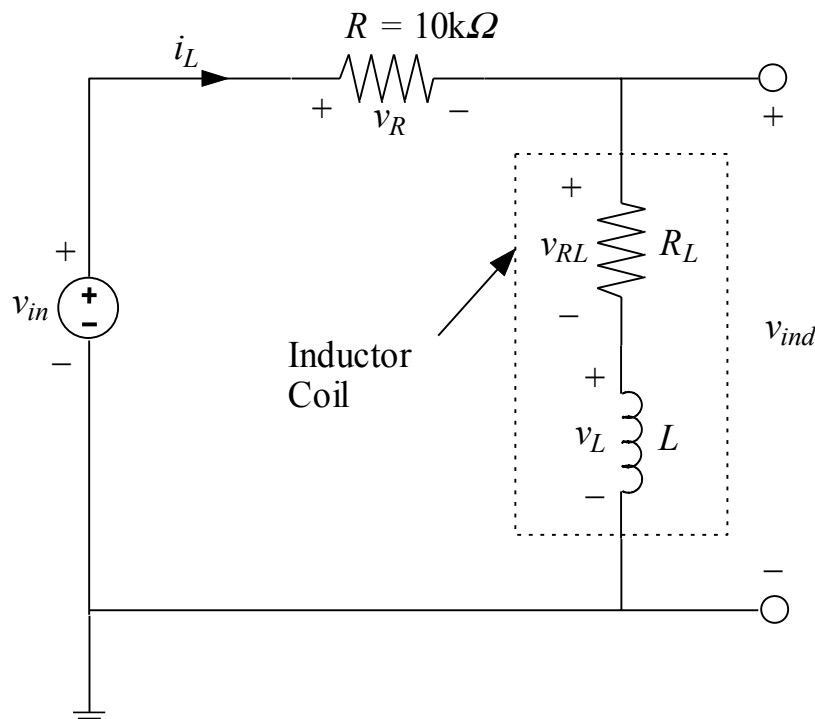 R = 10kΩ
i_L
+ v_R −
+
+
v_RL R_L
−
+
v_in
+
−
−
v_ind
Inductor
Coil
+
v_L L
−
−